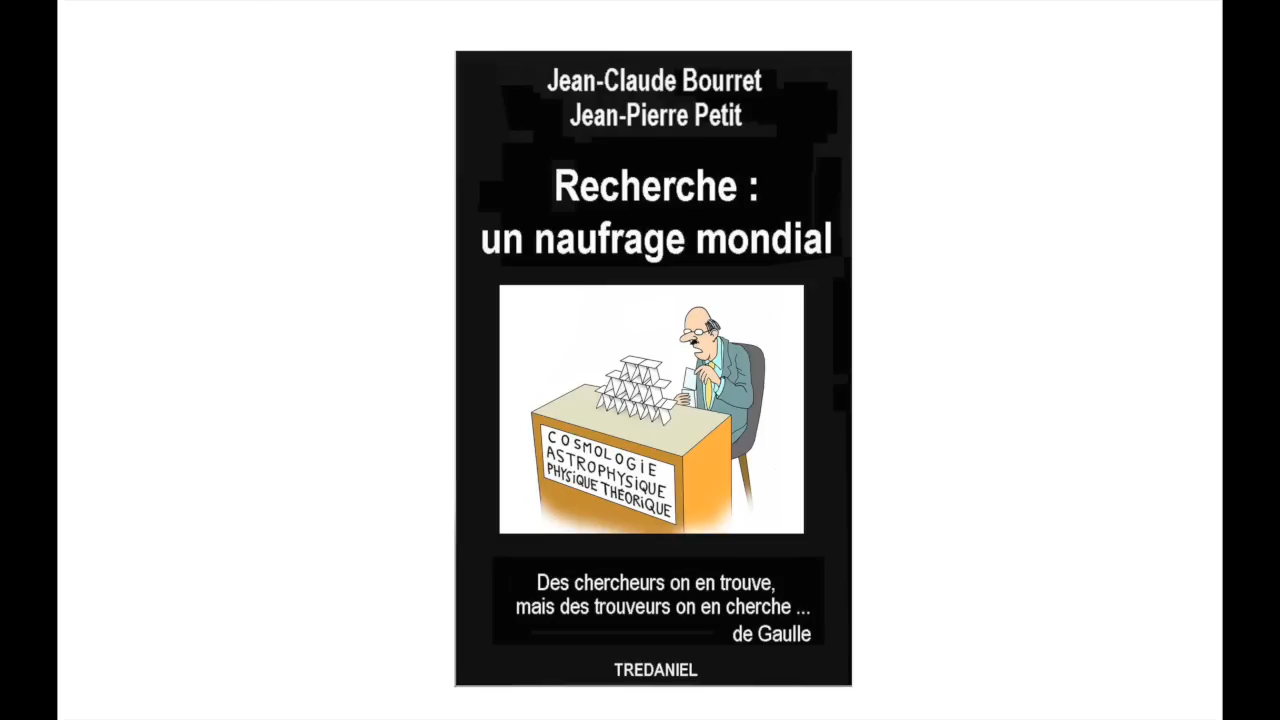 Jean-Claude Bourret
Jean-Pierre Petit
Recherche :
un naufrage mondial
COSMOLOGiE
ASTROPHYSiQUE
PHYSiQUE THEORiQUE
Des chercheurs on en trouve,
mais des trouveurs on en cherche ...
de Gaulle
TREDANIEL